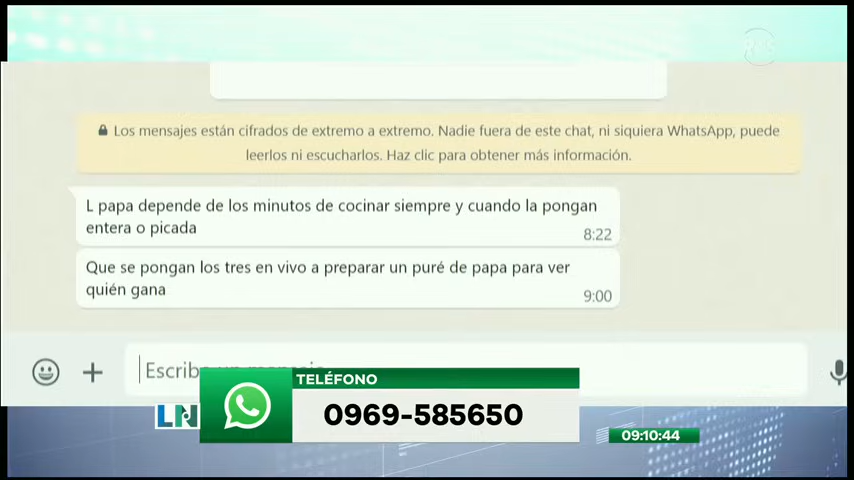 Los mensajes están cifrados de extremo a extremo. Nadie fuera de este chat, ni siquiera WhatsApp, puede
leerlos ni escucharlos. Haz clic para obtener más información.
L papa depende de los minutos de cocinar siempre y cuando la pongan
entera o picada
8:22
Que se pongan los tres en vivo a preparar un puré de papa para ver
quién gana
9:00
TELÉFONO
0969-585650
LN
09:10:44